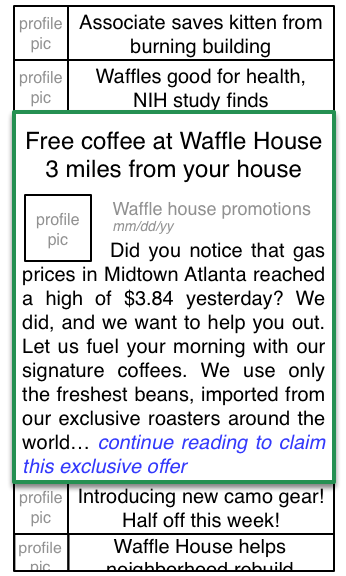 profile
pic
Associate saves kitten from
burning building
profile
pic
Waffles good for health,
NIH study finds
Free coffee at Waffle House
3 miles from your house
profile
pic
Waffle house promotions
mm/dd/yy
Did you notice that gas
prices in Midtown Atlanta reached
a high of $3.84 yesterday? We
did, and we want to help you out.
Let us fuel your morning with our
signature coffees. We use only
the freshest beans, imported from
our exclusive roasters around the
world... continue reading to claim
this exclusive offer
profile
pic
Introducing new camo gear!
Half off this week!
profile
pic
Waffle House helps
neighborhood rebuild